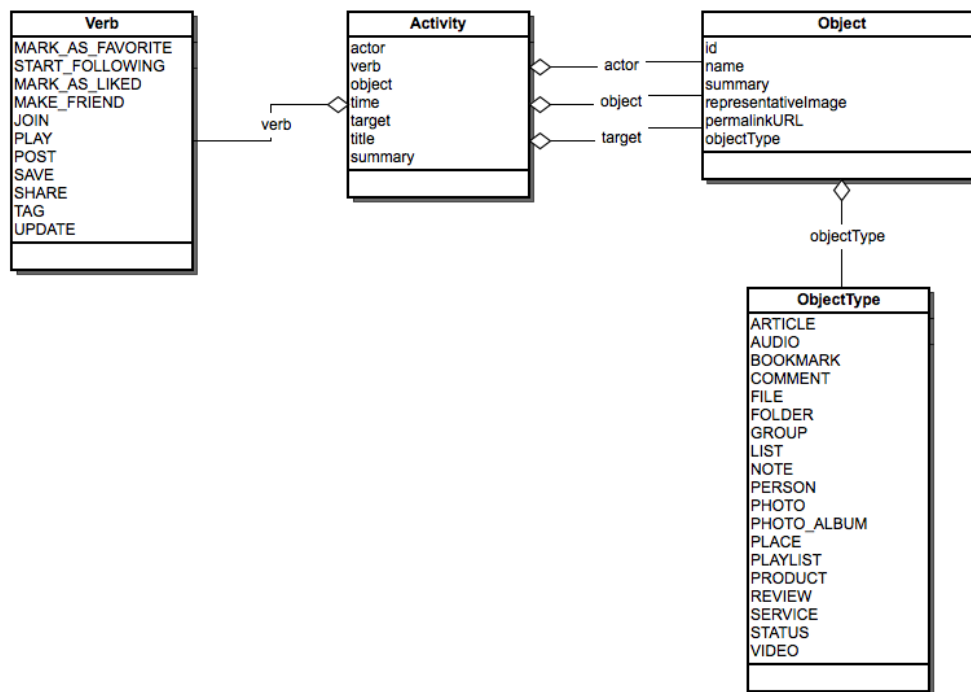 Verb
MARK_AS_FAVORITE
START_FOLLOWING
MARK_AS_LIKED
MAKE_FRIEND
JOIN
PLAY
POST
SAVE
SHARE
TAG
UPDATE
verb
Activity
actor
verb
object
time
target
title
summary
actor
object
target
Object
id
name
summary
representativeImage
permalinkURL
objectType
objectType
ObjectType
ARTICLE
AUDIO
BOOKMARK
COMMENT
FILE
FOLDER
GROUP
LIST
NOTE
PERSON
PHOTO
PHOTO_ALBUM
PLACE
PLAYLIST
PRODUCT
REVIEW
SERVICE
STATUS
VIDEO